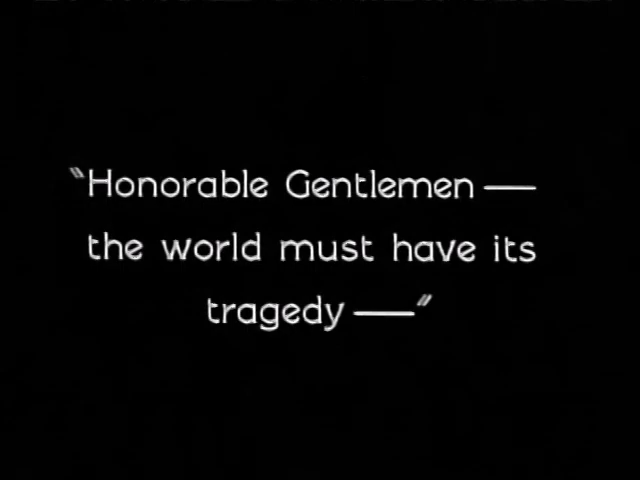 "Honorable Gentlemen —
the world must have its
tragedy —"